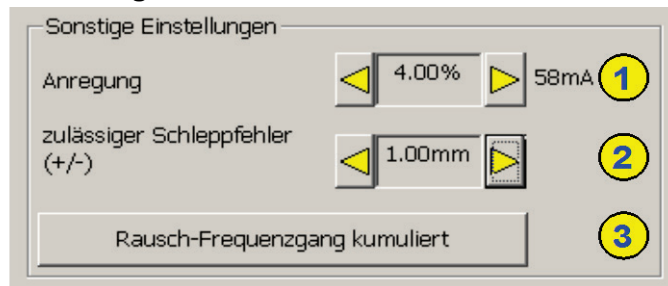 Sonstige Einstellungen
Anregung 4.00% 58mA 1
zulässiger Schleppfehler
(+/-) 1.00mm 2
Rausch-Frequenzgang kumuliert 3